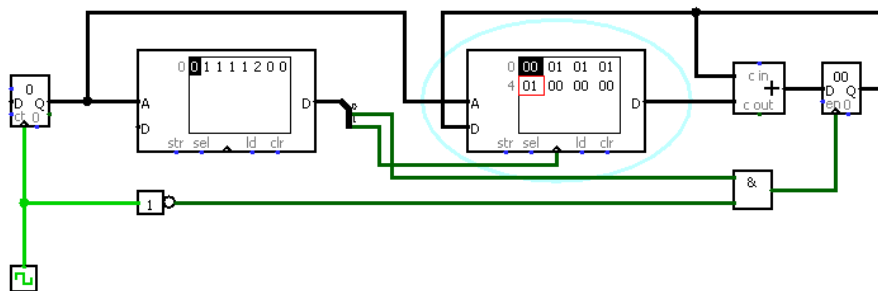 0
D Q
ct 0
0 0 1 1 1 1 2 0 0
A
D
D
str sel ld clr
0 00 01 01 01
4 01 00 00 00
A
D
D
str sel ld clr
c in
+
c out
00
D Q
en 0
1
&